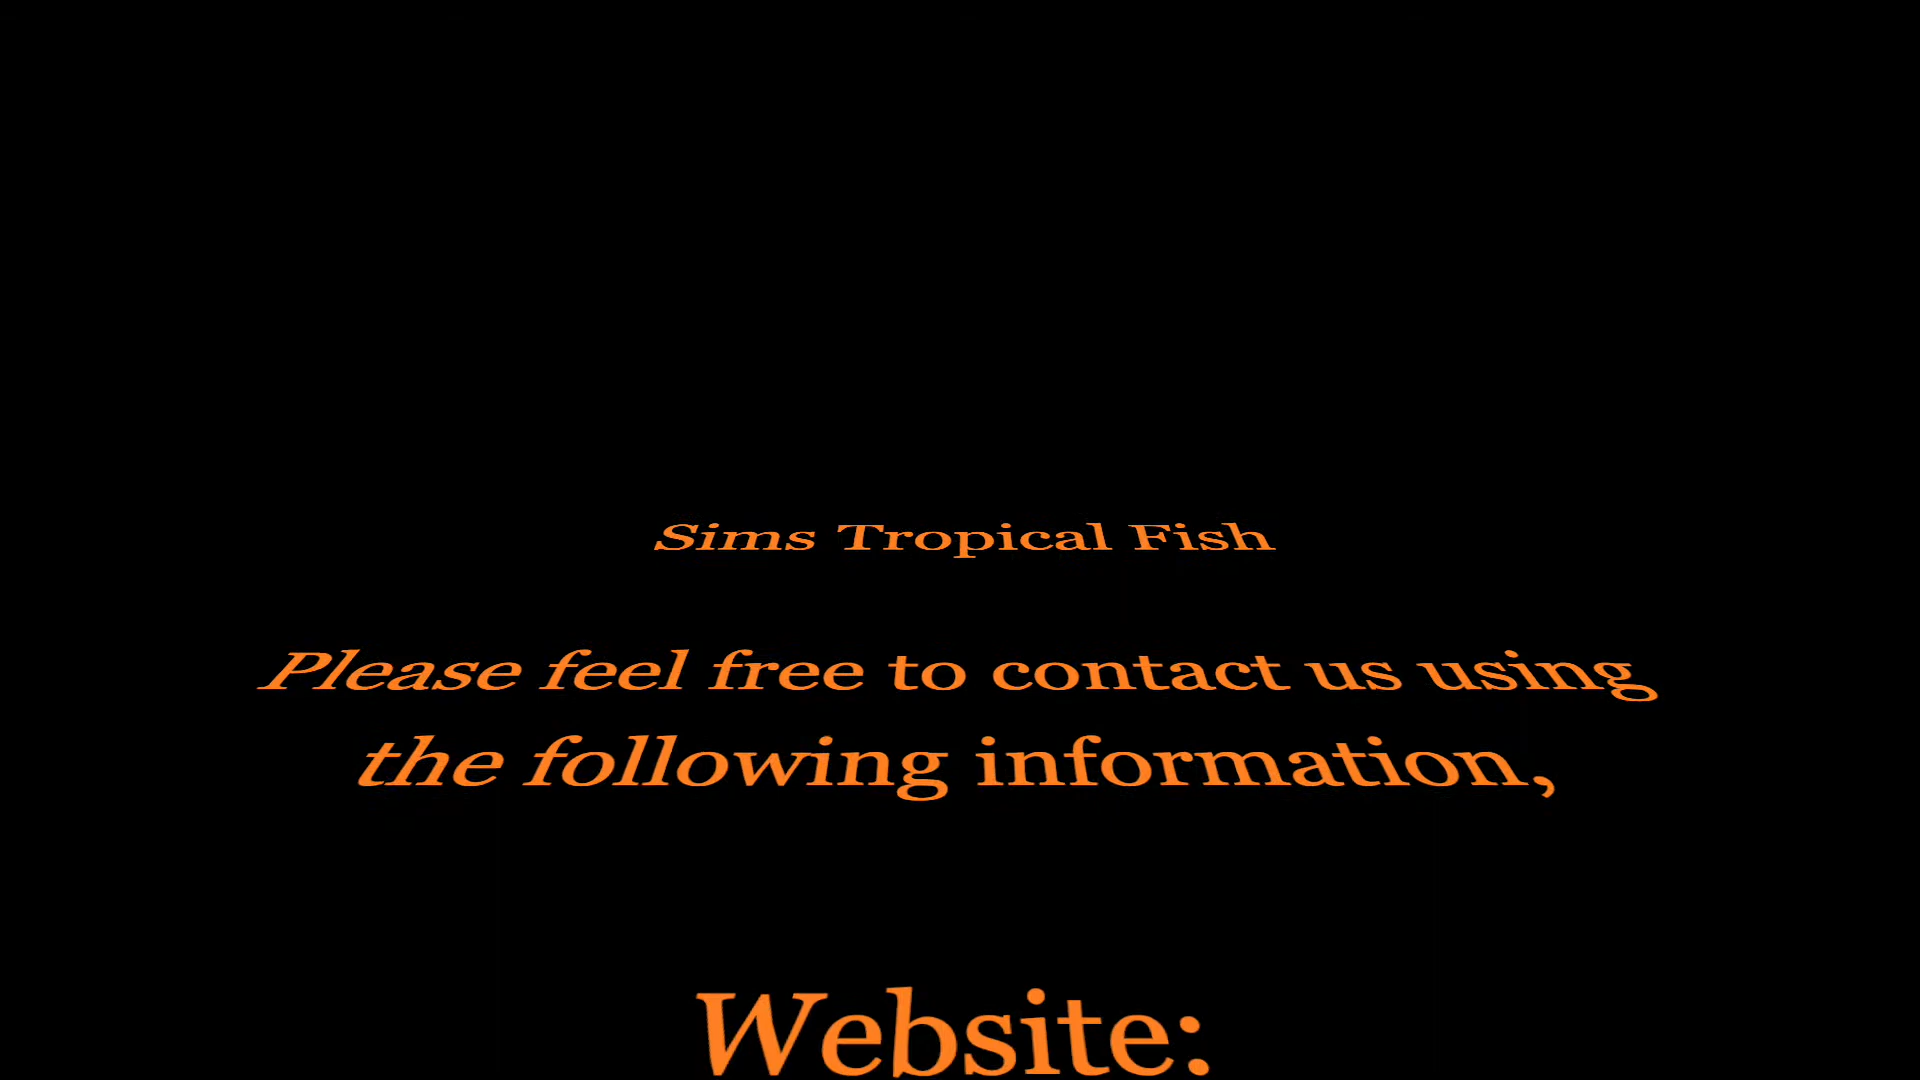 Sims Tropical Fish
Please feel free to contact us using
the following information,
Website: